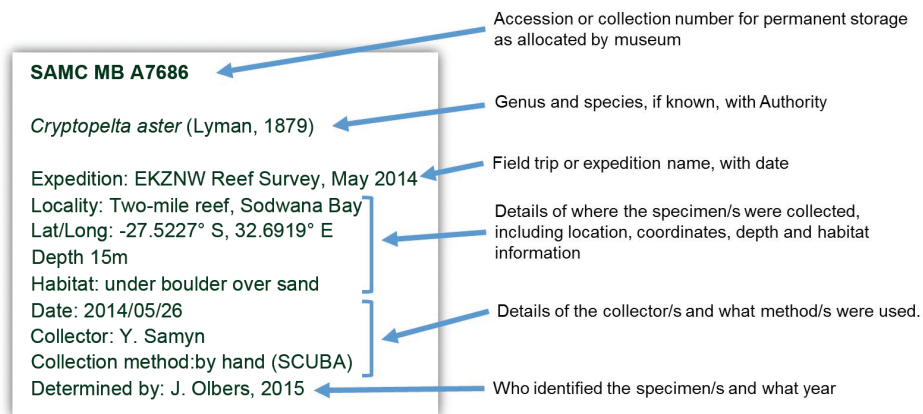 Accession or collection number for permanent storage
as allocated by museum
SAMC MB A7686
Genus and species, if known, with Authority
Cryptopelta aster (Lyman, 1879)
Field trip or expedition name, with date
Expedition: EKZNW Reef Survey, May 2014
Locality: Two-mile reef, Sodwana Bay
Lat/Long: -27.5227° S, 32.6919° E
Depth 15m
Habitat: under boulder over sand
Details of where the specimen/s were collected,
including location, coordinates, depth and habitat
information
Date: 2014/05/26
Collector: Y. Samyn
Collection method:by hand (SCUBA)
Details of the collector/s and what method/s were used.
Determined by: J. Olbers, 2015
Who identified the specimen/s and what year